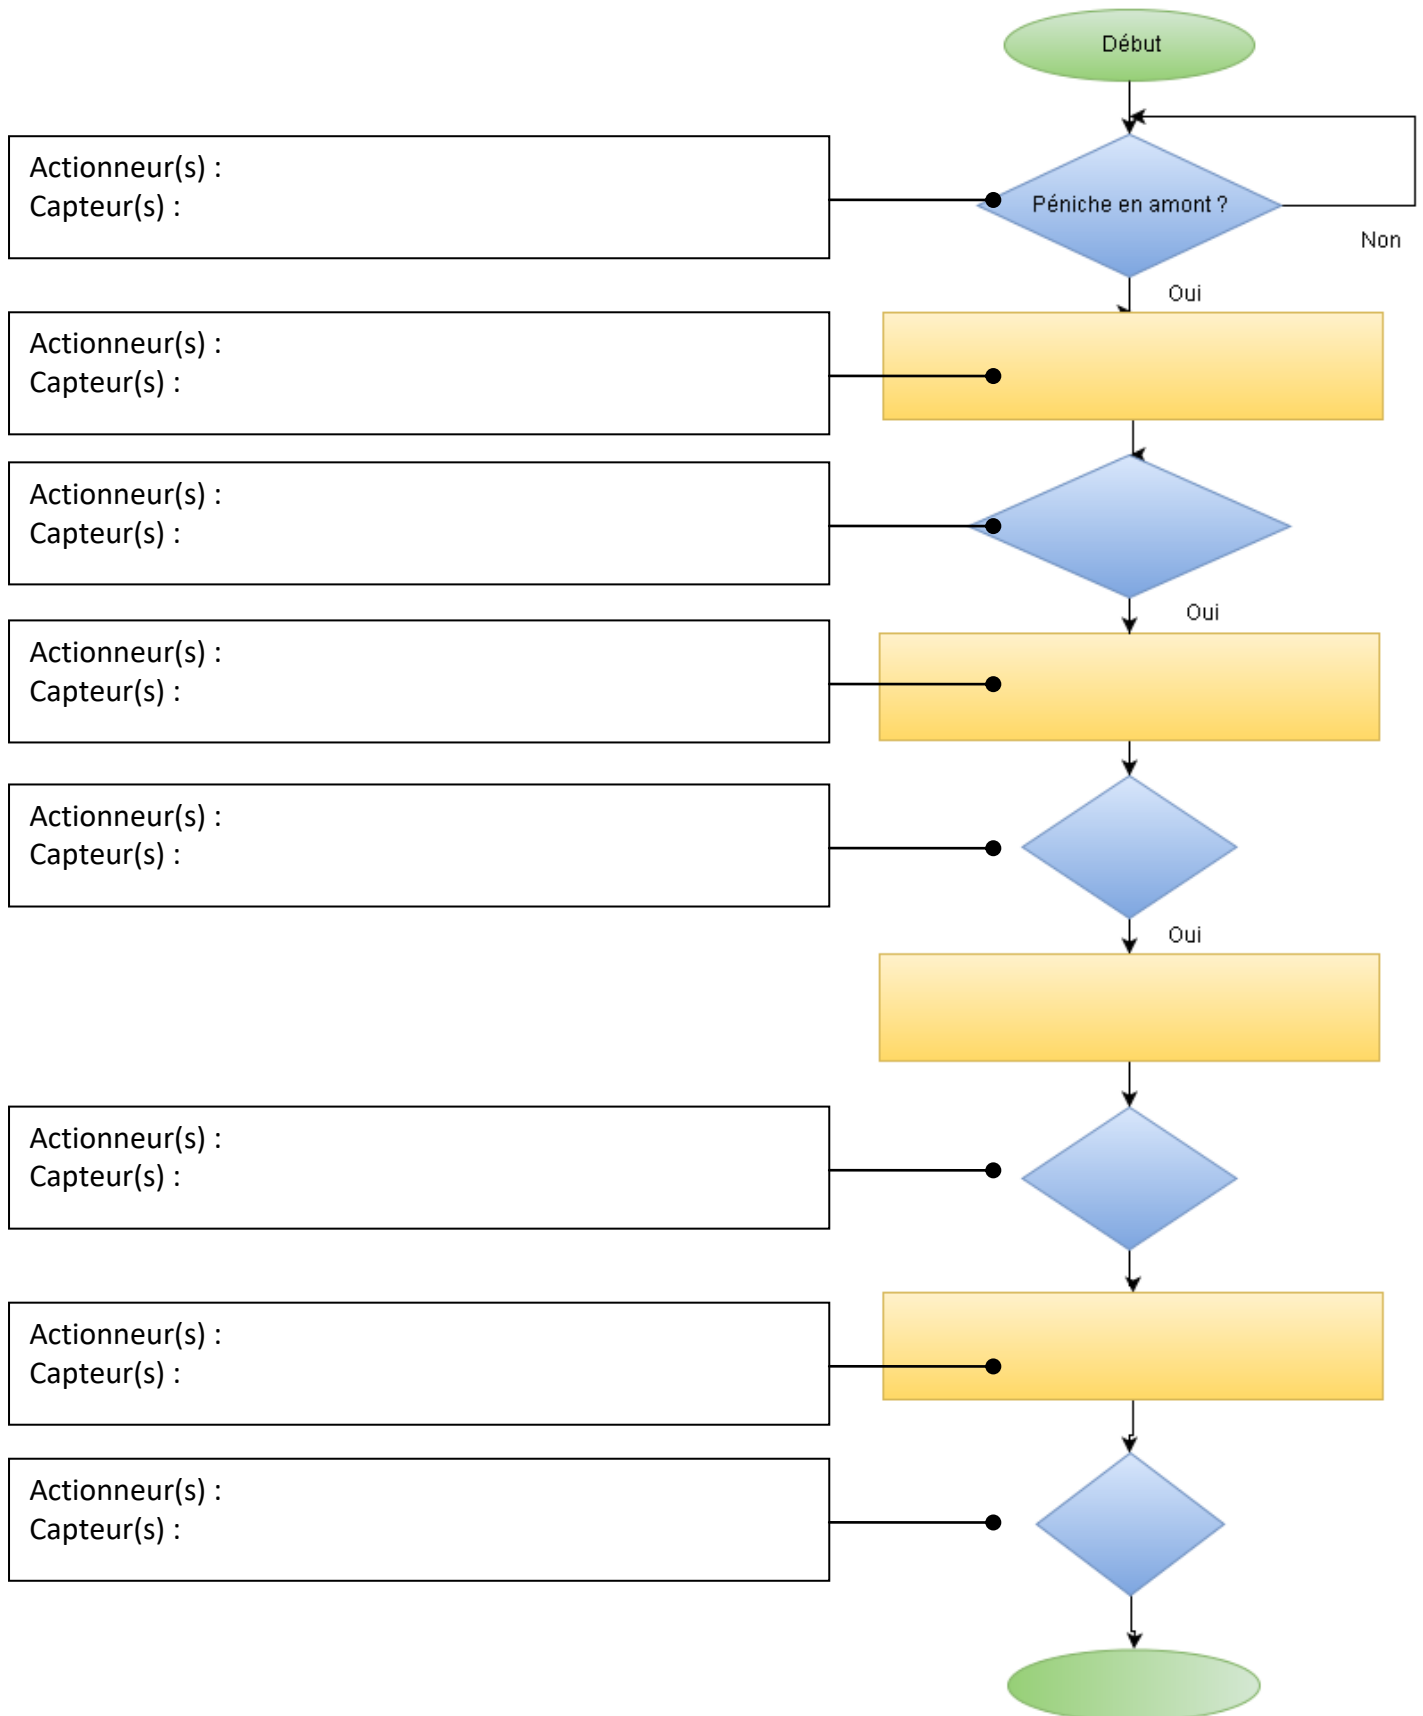 Début
Actionneur(s) :
Capteur(s) :
Péniche en amont ?
Non
Oui
Actionneur(s) :
Capteur(s) :
Actionneur(s) :
Capteur(s) :
Oui
Actionneur(s) :
Capteur(s) :
Actionneur(s) :
Capteur(s) :
Oui
Actionneur(s) :
Capteur(s) :
Actionneur(s) :
Capteur(s) :
Actionneur(s) :
Capteur(s) :